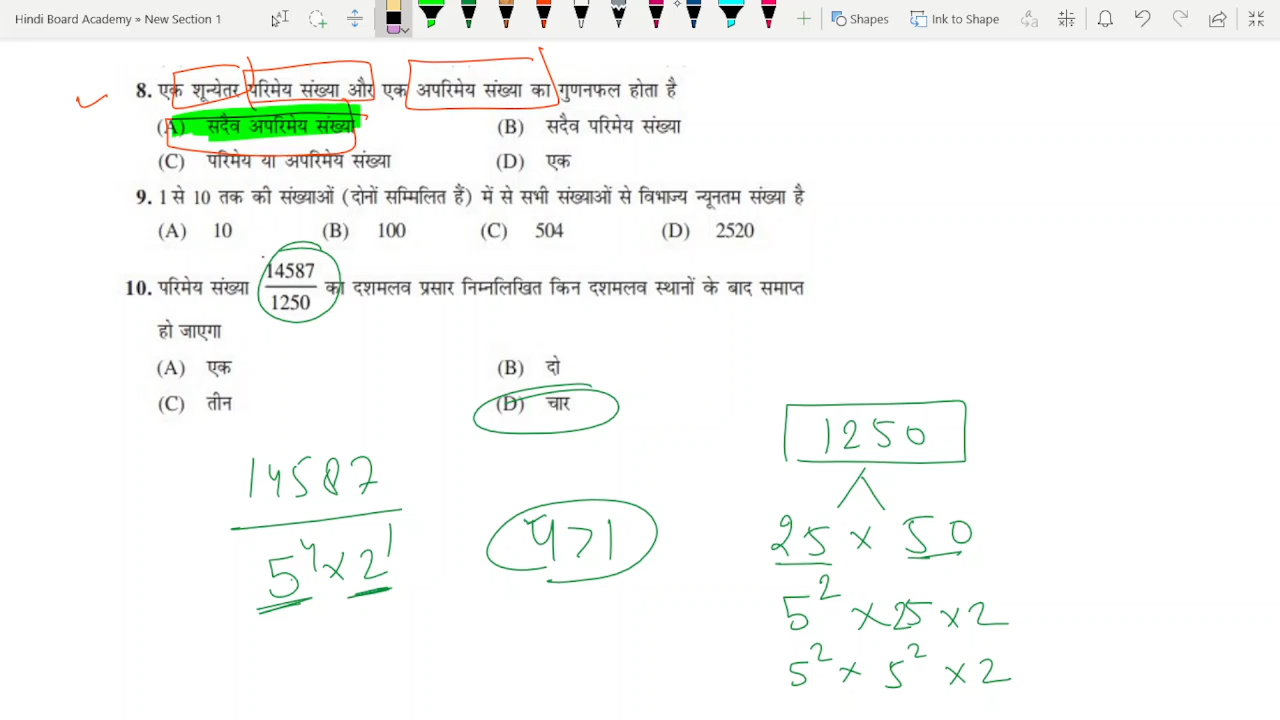 Hindi Board Academy » New Section 1
Shapes
Ink to Shape
8. एक शून्येतर परिमेय संख्या और एक अपरिमेय संख्या का गुणनफल होता है
(A) सदैव अपरिमेय संख्या (B) सदैव परिमेय संख्या
(C) परिमेय या अपरिमेय संख्या (D) एक
9. 1 से 10 तक की संख्याओं (दोनों सम्मिलित हैं) में से सभी संख्याओं से विभाज्य न्यूनतम संख्या है
(A) 10 (B) 100 (C) 504 (D) 2520
10. परिमेय संख्या 14587/1250 का दशमलव प्रसार निम्नलिखित किन दशमलव स्थानों के बाद समाप्त
हो जाएगा
(A) एक (B) दो
(C) तीन (D) चार
14587
5⁴ × 2¹
4 > 1
1250
25 × 50
5² × 25 × 2
5² × 5² × 2